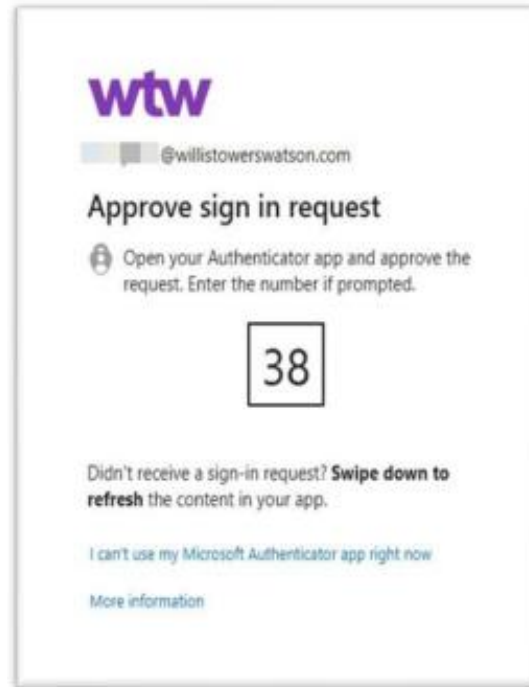 wtw
@willistowerswatson.com
Approve sign in request
Open your Authenticator app and approve the
request. Enter the number if prompted.
38
Didn't receive a sign-in request? Swipe down to
refresh the content in your app.
I can't use my Microsoft Authenticator app right now
More information